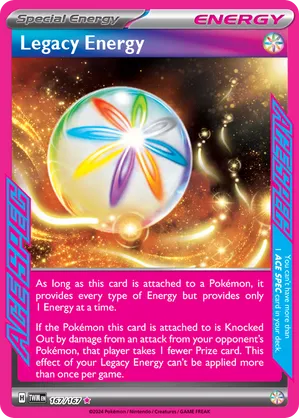 Special Energy
ENERGY
Legacy Energy
ACE SPEC
ACE SPEC
You can't have more than
1 ACE SPEC card in your deck.
As long as this card is attached to a Pokémon, it
provides every type of Energy but provides only
1 Energy at a time.
If the Pokémon this card is attached to is Knocked
Out by damage from an attack from your opponent's
Pokémon, that player takes 1 fewer Prize card. This
effect of your Legacy Energy can't be applied more
than once per game.
H TWM EN 167/167
©2024 Pokémon / Nintendo / Creatures / GAME FREAK